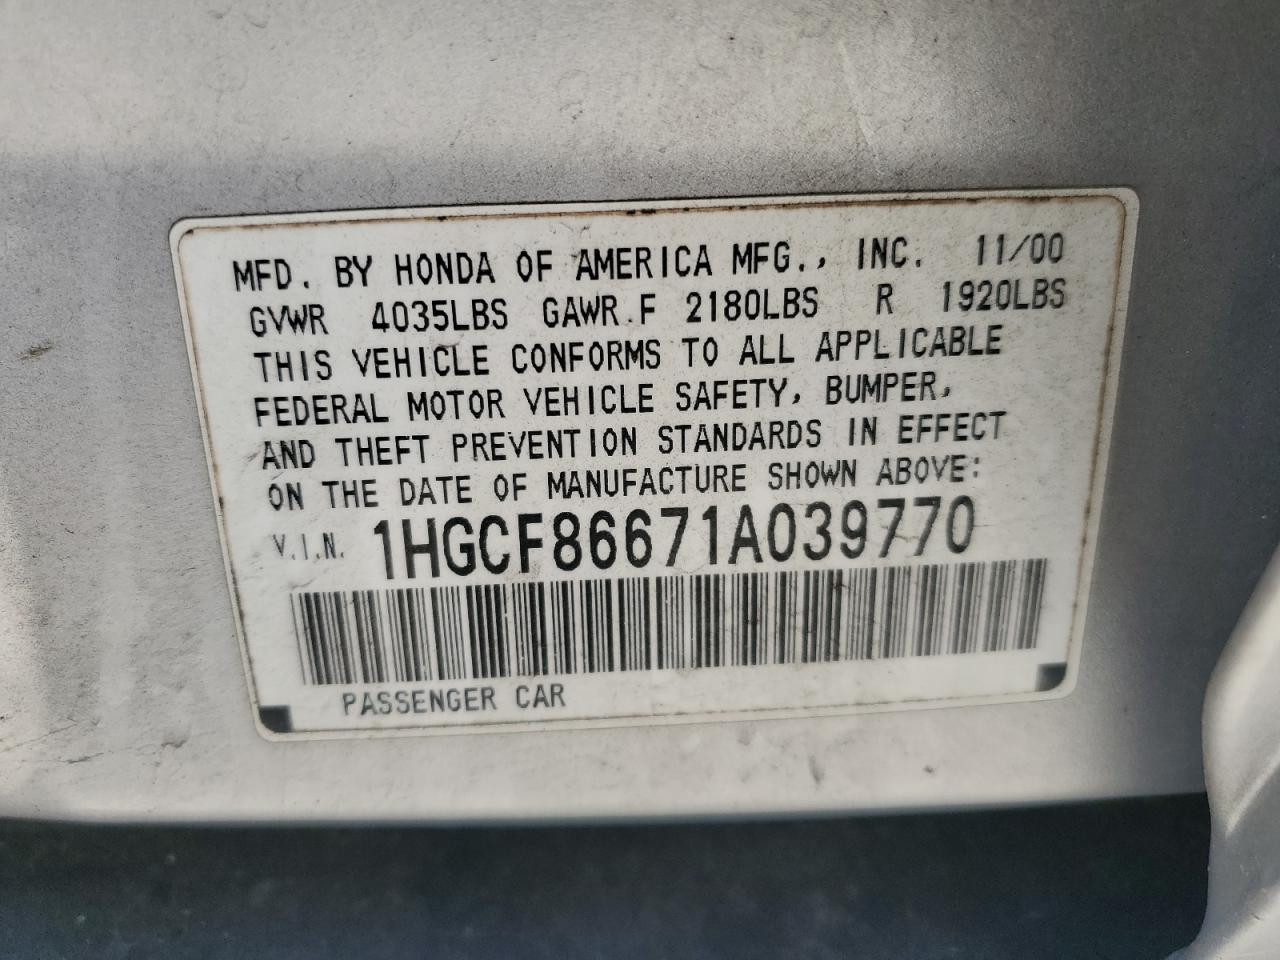 MFD. BY HONDA OF AMERICA MFG., INC. 11/00
GVWR 4035LBS GAWR F 2180LBS R 1920LBS
THIS VEHICLE CONFORMS TO ALL APPLICABLE
FEDERAL MOTOR VEHICLE SAFETY, BUMPER,
AND THEFT PREVENTION STANDARDS IN EFFECT
ON THE DATE OF MANUFACTURE SHOWN ABOVE:
V.I.N. 1HGCF86671A039770
PASSENGER CAR